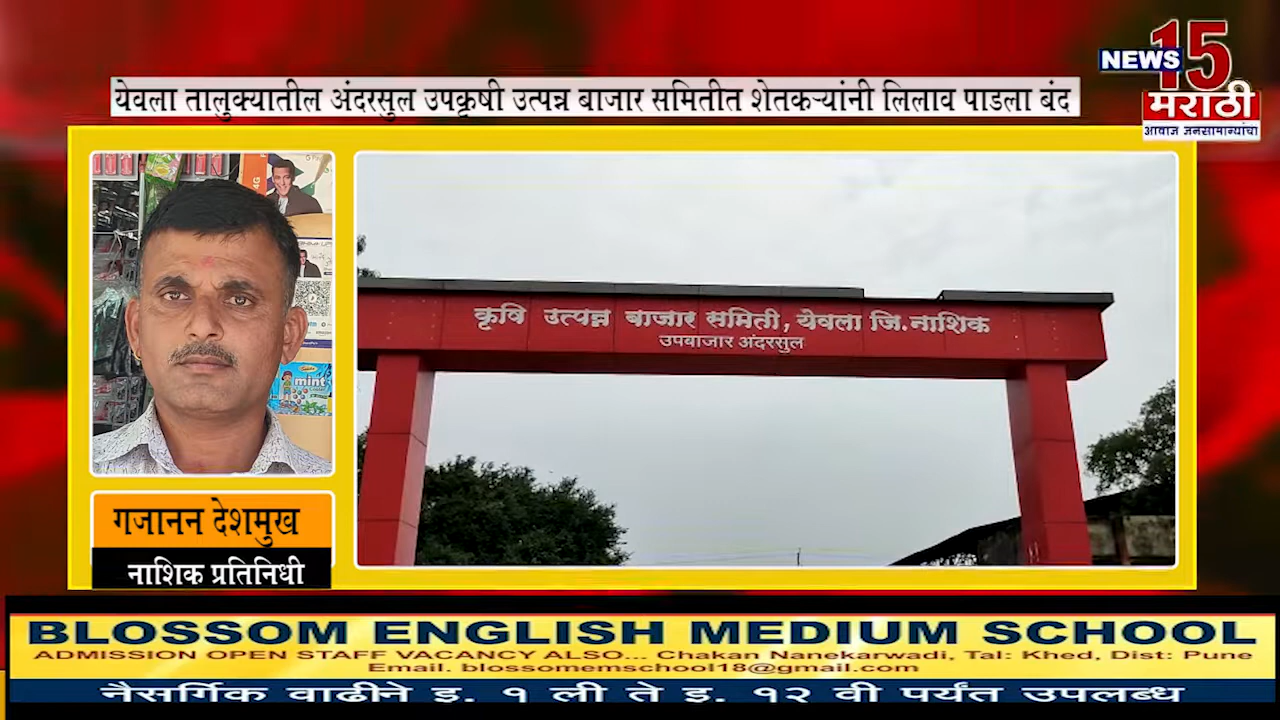 NEWS 15
मराठी
आवाज जनसामान्यांचा
येवला तालुक्यातील अंदरसुल उपकृषी उत्पन्न बाजार समितीत शेतकऱ्यांनी लिलाव पाडला बंद
कृषि उत्पन्न बाजार समिती, येवला जि.नाशिक
उपबाजार अंदरसुल
mint
गजानन देशमुख
नाशिक प्रतिनिधी
BLOSSOM ENGLISH MEDIUM SCHOOL
ADMISSION OPEN STAFF VACANCY ALSO... Chakan Nanekarwadi, Tal: Khed, Dist: Pune
Email. blossomemschool18@gmail.com
नैसर्गिक वाढीने इ. १ ली ते इ. १२ वी पर्यंत उपलब्ध